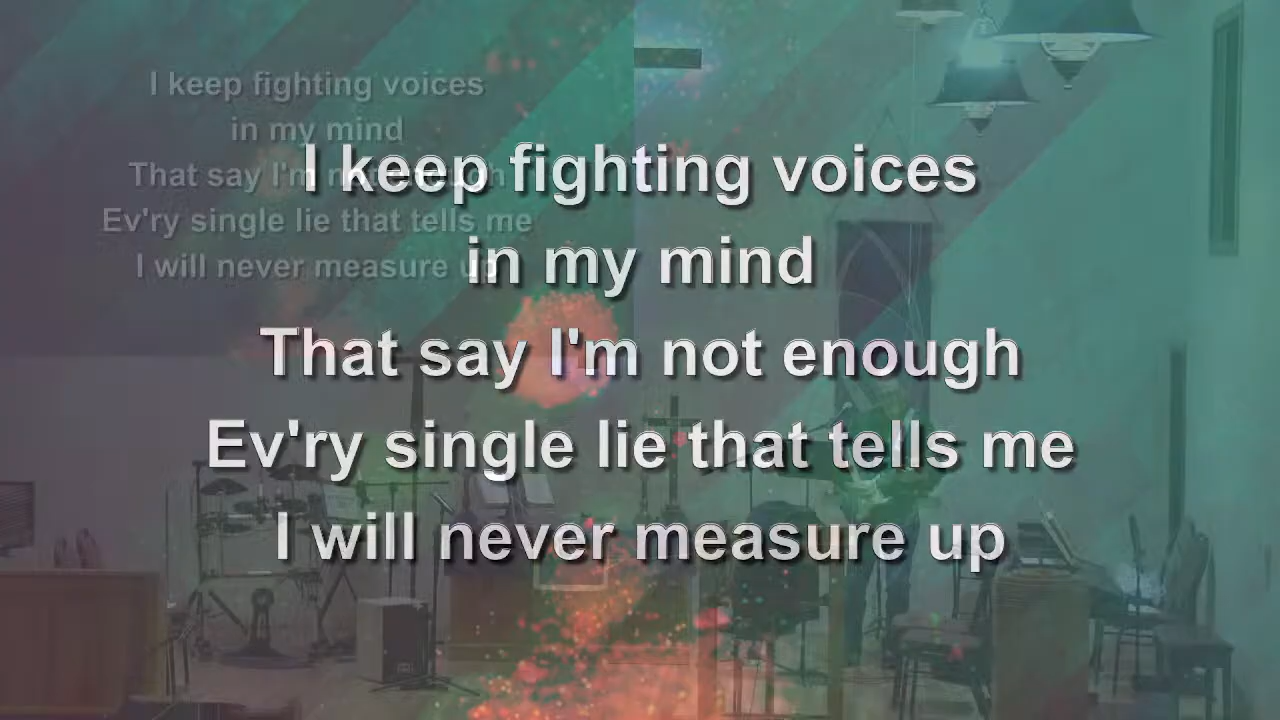 I keep fighting voices
in my mind
That say I'm not enough
Ev'ry single lie that tells me
I will never measure up
I keep fighting voices
in my mind
That say I'm not enough
Ev'ry single lie that tells me
I will never measure up